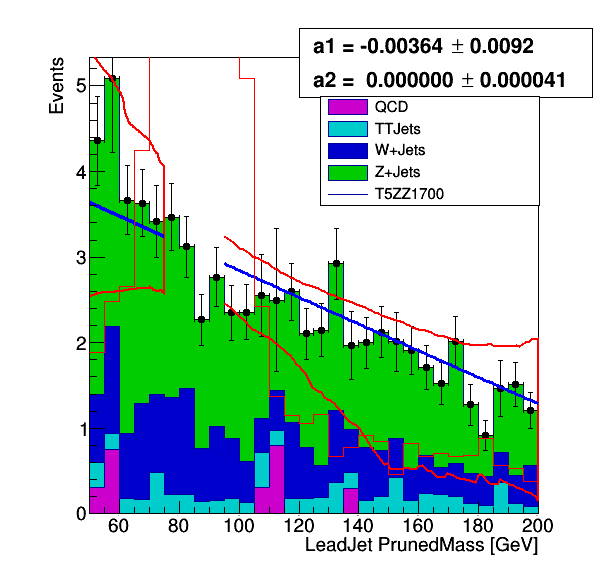 a1 = -0.00364 ± 0.0092
a2 = 0.000000 ± 0.000041
QCD
TTJets
W+Jets
Z+Jets
T5ZZ1700
Events
5
4
3
2
1
0
60 80 100 120 140 160 180 200
LeadJet PrunedMass [GeV]